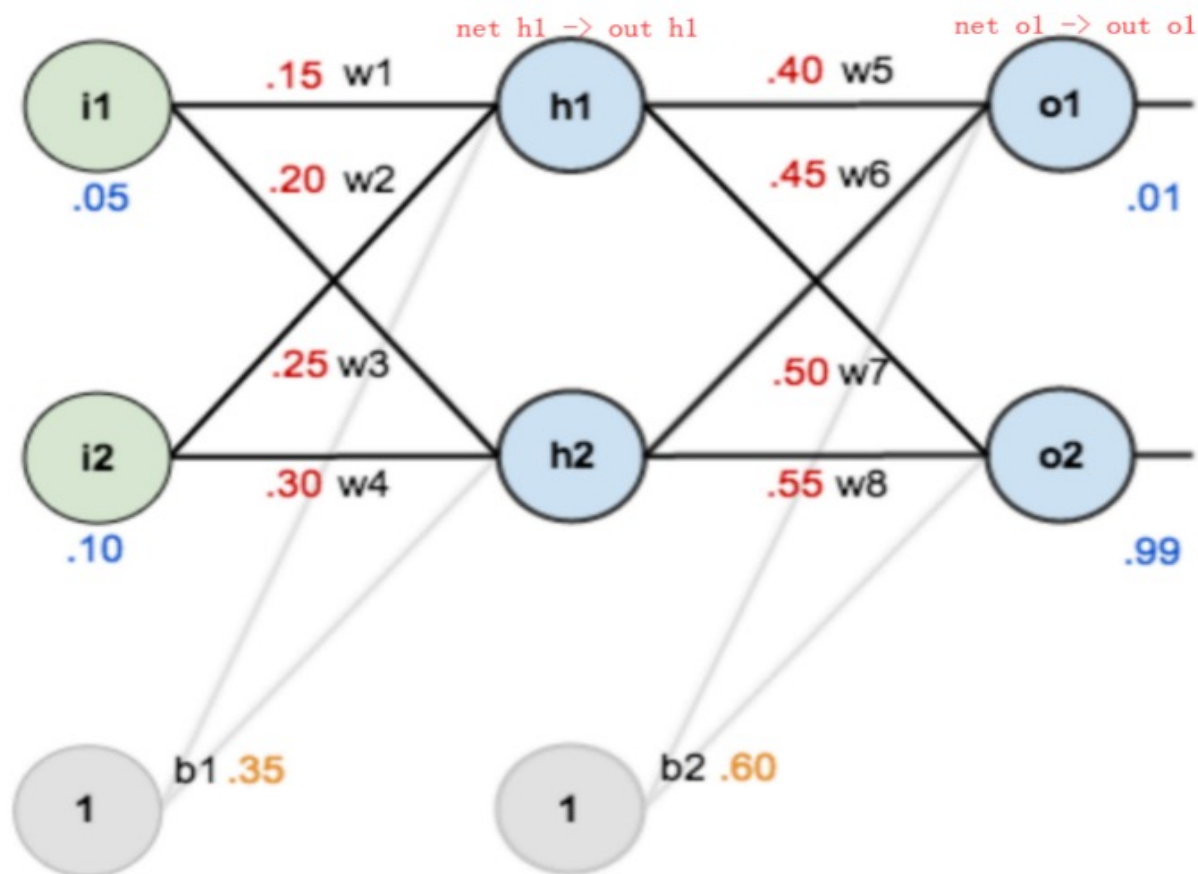 net h1 -> out h1
net o1 -> out o1
i1
.15 w1
h1
.40 w5
o1
.05
.20 w2
.45 w6
.01
.25 w3
.50 w7
i2
.30 w4
h2
.55 w8
o2
.10
.99
1
b1 .35
1
b2 .60